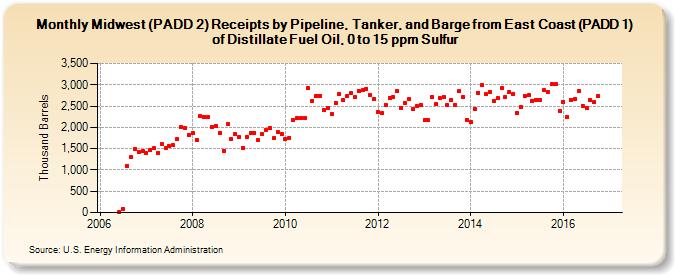 Monthly Midwest (PADD 2) Receipts by Pipeline, Tanker, and Barge from East Coast (PADD 1)
of Distillate Fuel Oil, 0 to 15 ppm Sulfur
Thousand Barrels
3,500
3,000
2,500
2,000
1,500
1,000
500
0
2006 2008 2010 2012 2014 2016
Source: U.S. Energy Information Administration